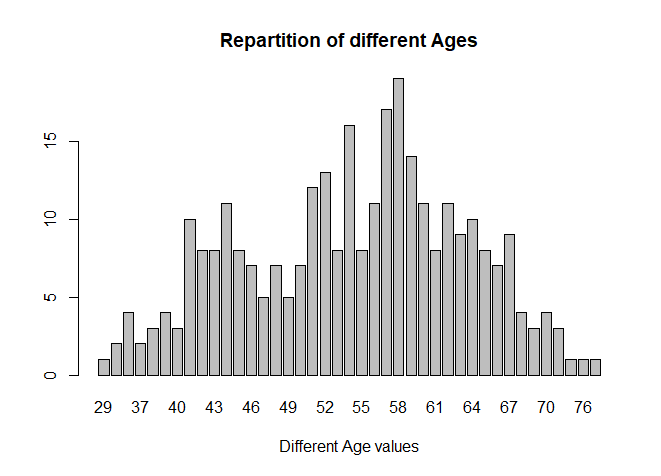 Repartition of different Ages
15
10
5
0
29 37 40 43 46 49 52 55 58 61 64 67 70 76
Different Age values